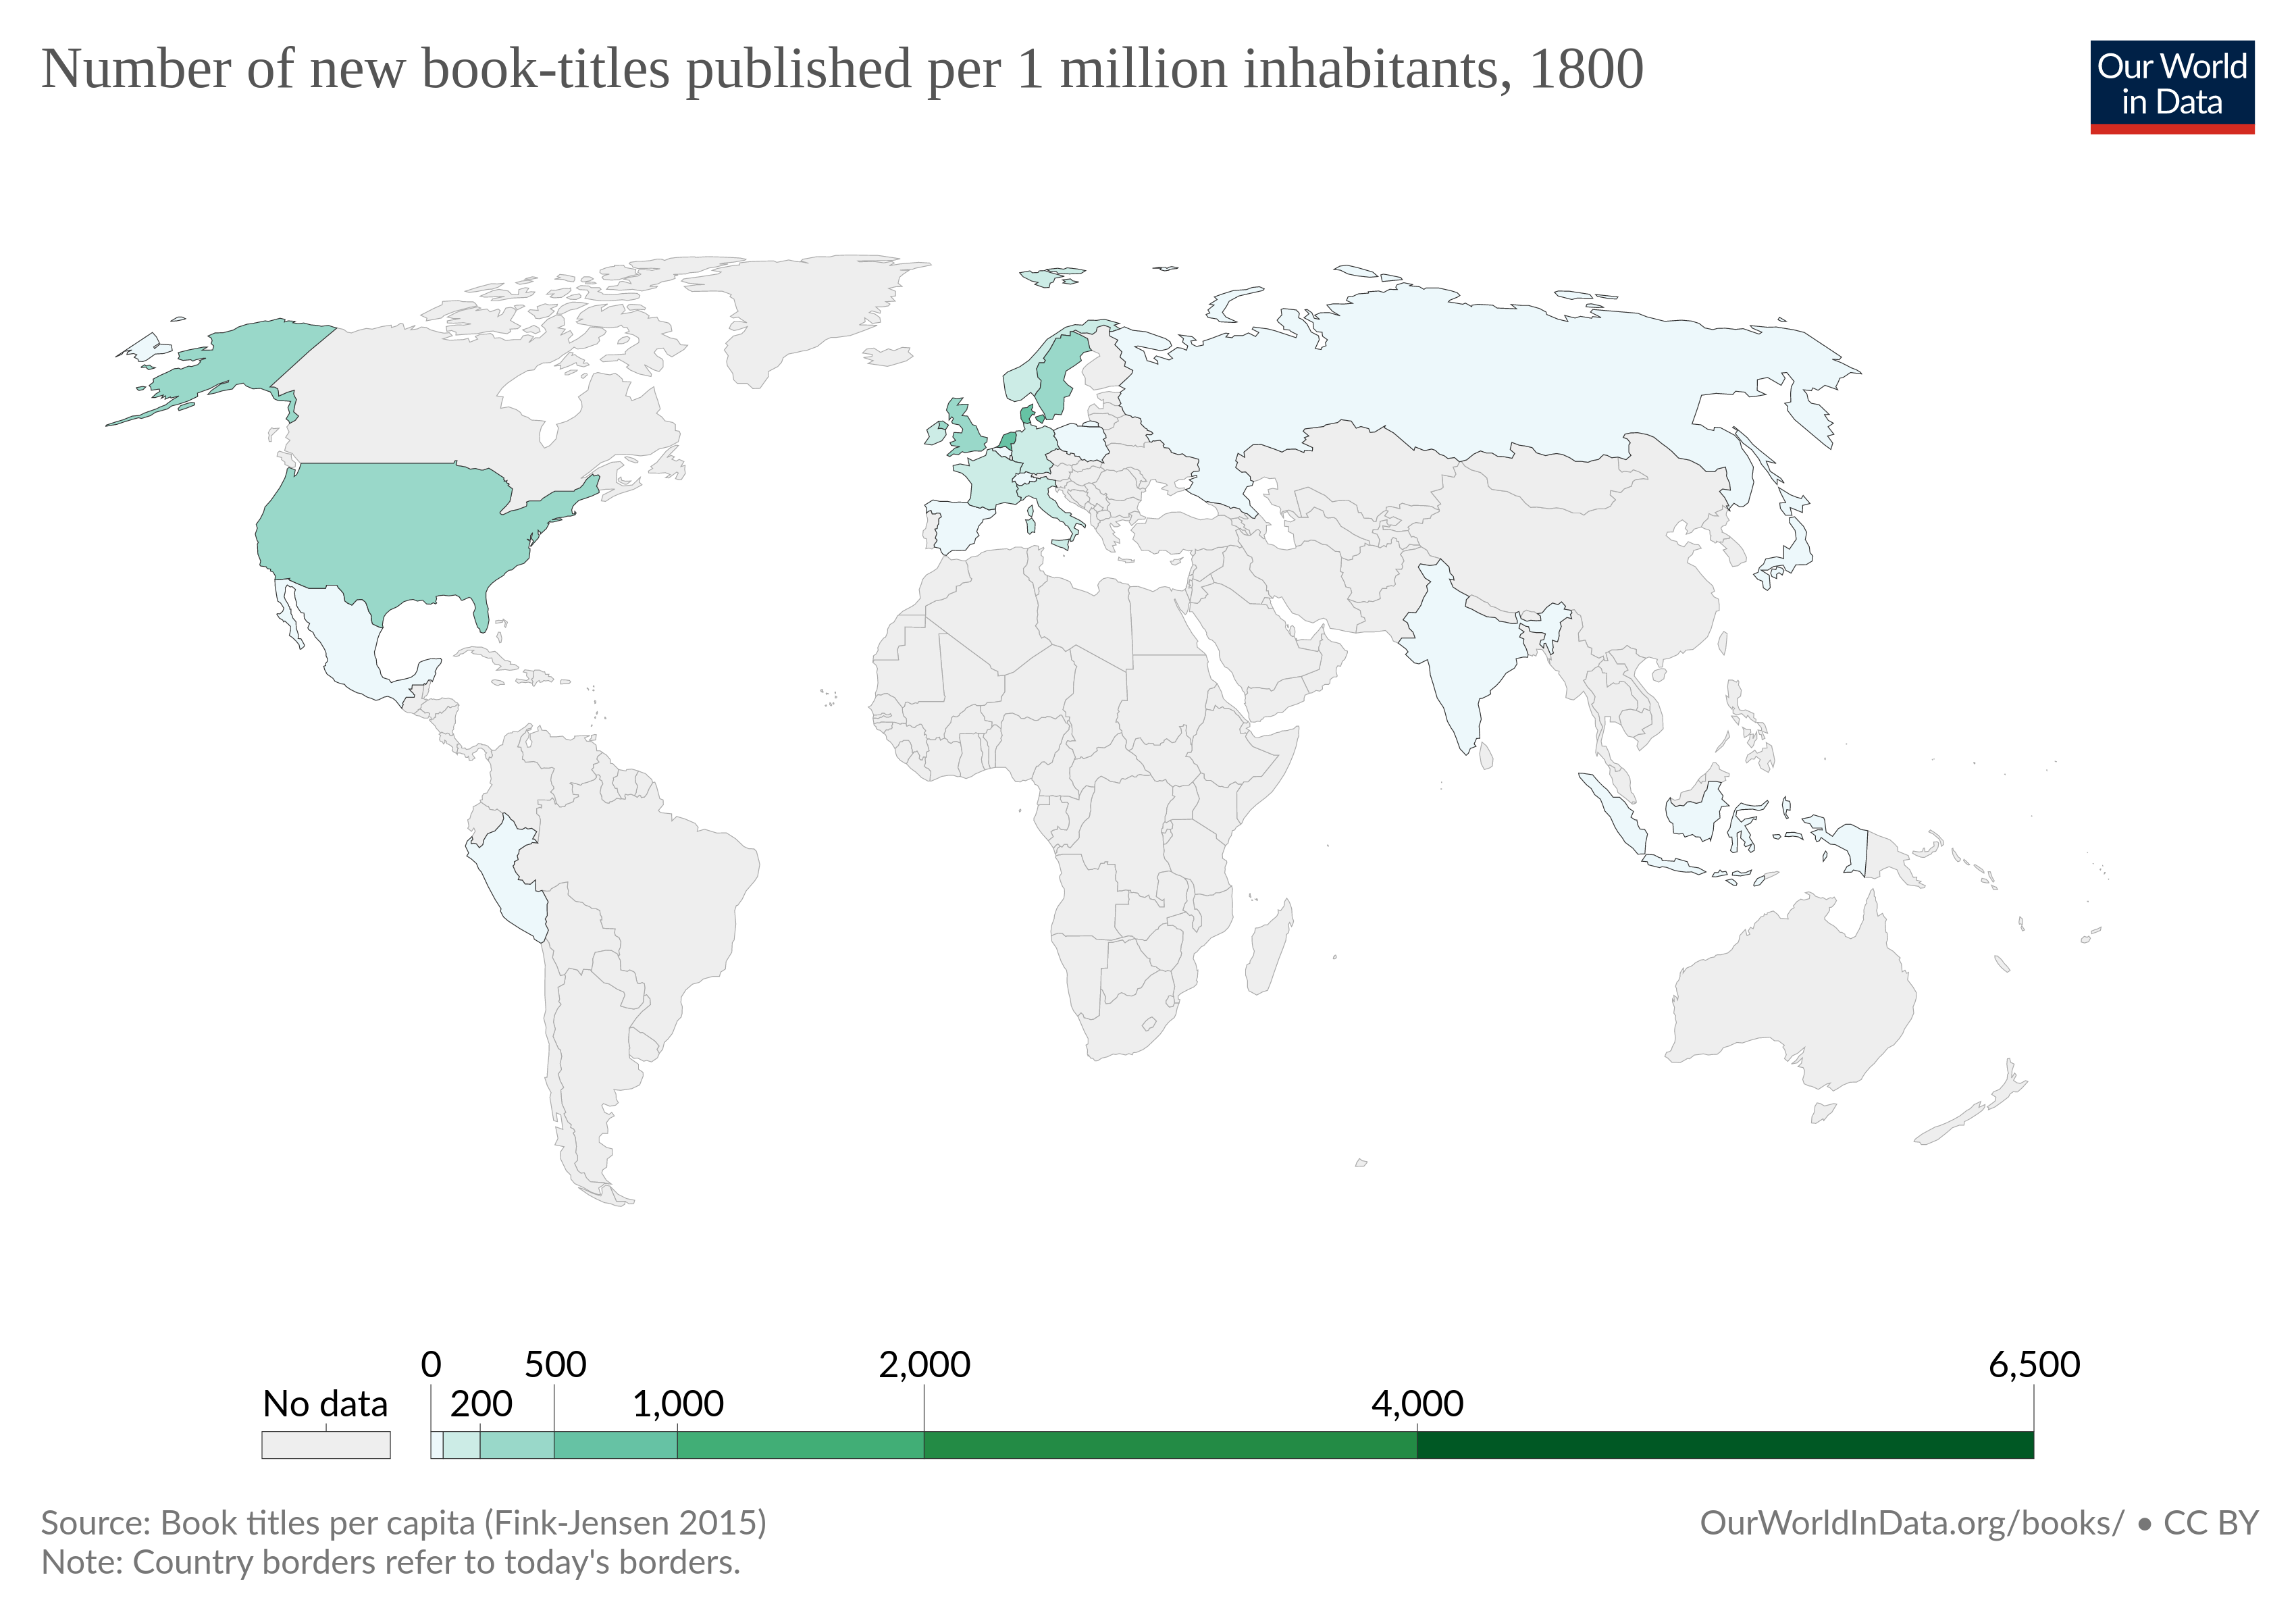 Number of new book-titles published per 1 million inhabitants, 1800
Our World
in Data
No data
0
200
500
1,000
2,000
4,000
6,500
Source: Book titles per capita (Fink-Jensen 2015)
Note: Country borders refer to today's borders.
OurWorldInData.org/books/ • CC BY